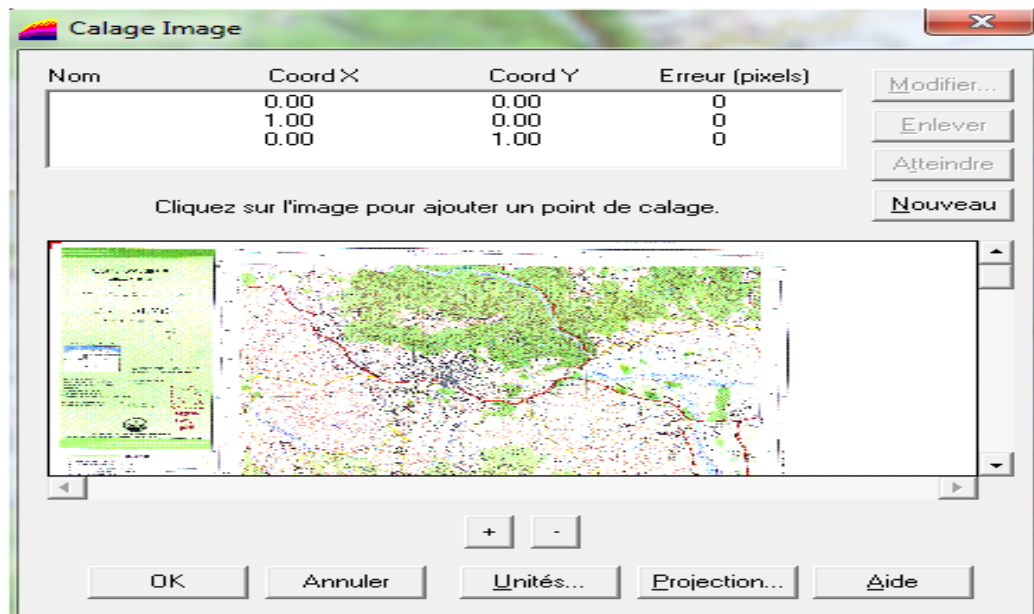 Calage Image
Nom Coord X Coord Y Erreur (pixels)
0.00 0.00 0
1.00 0.00 0
0.00 1.00 0
Modifier...
Enlever
Atteindre
Nouveau
Cliquez sur l'image pour ajouter un point de calage.
+ -
OK Annuler Unités... Projection... Aide